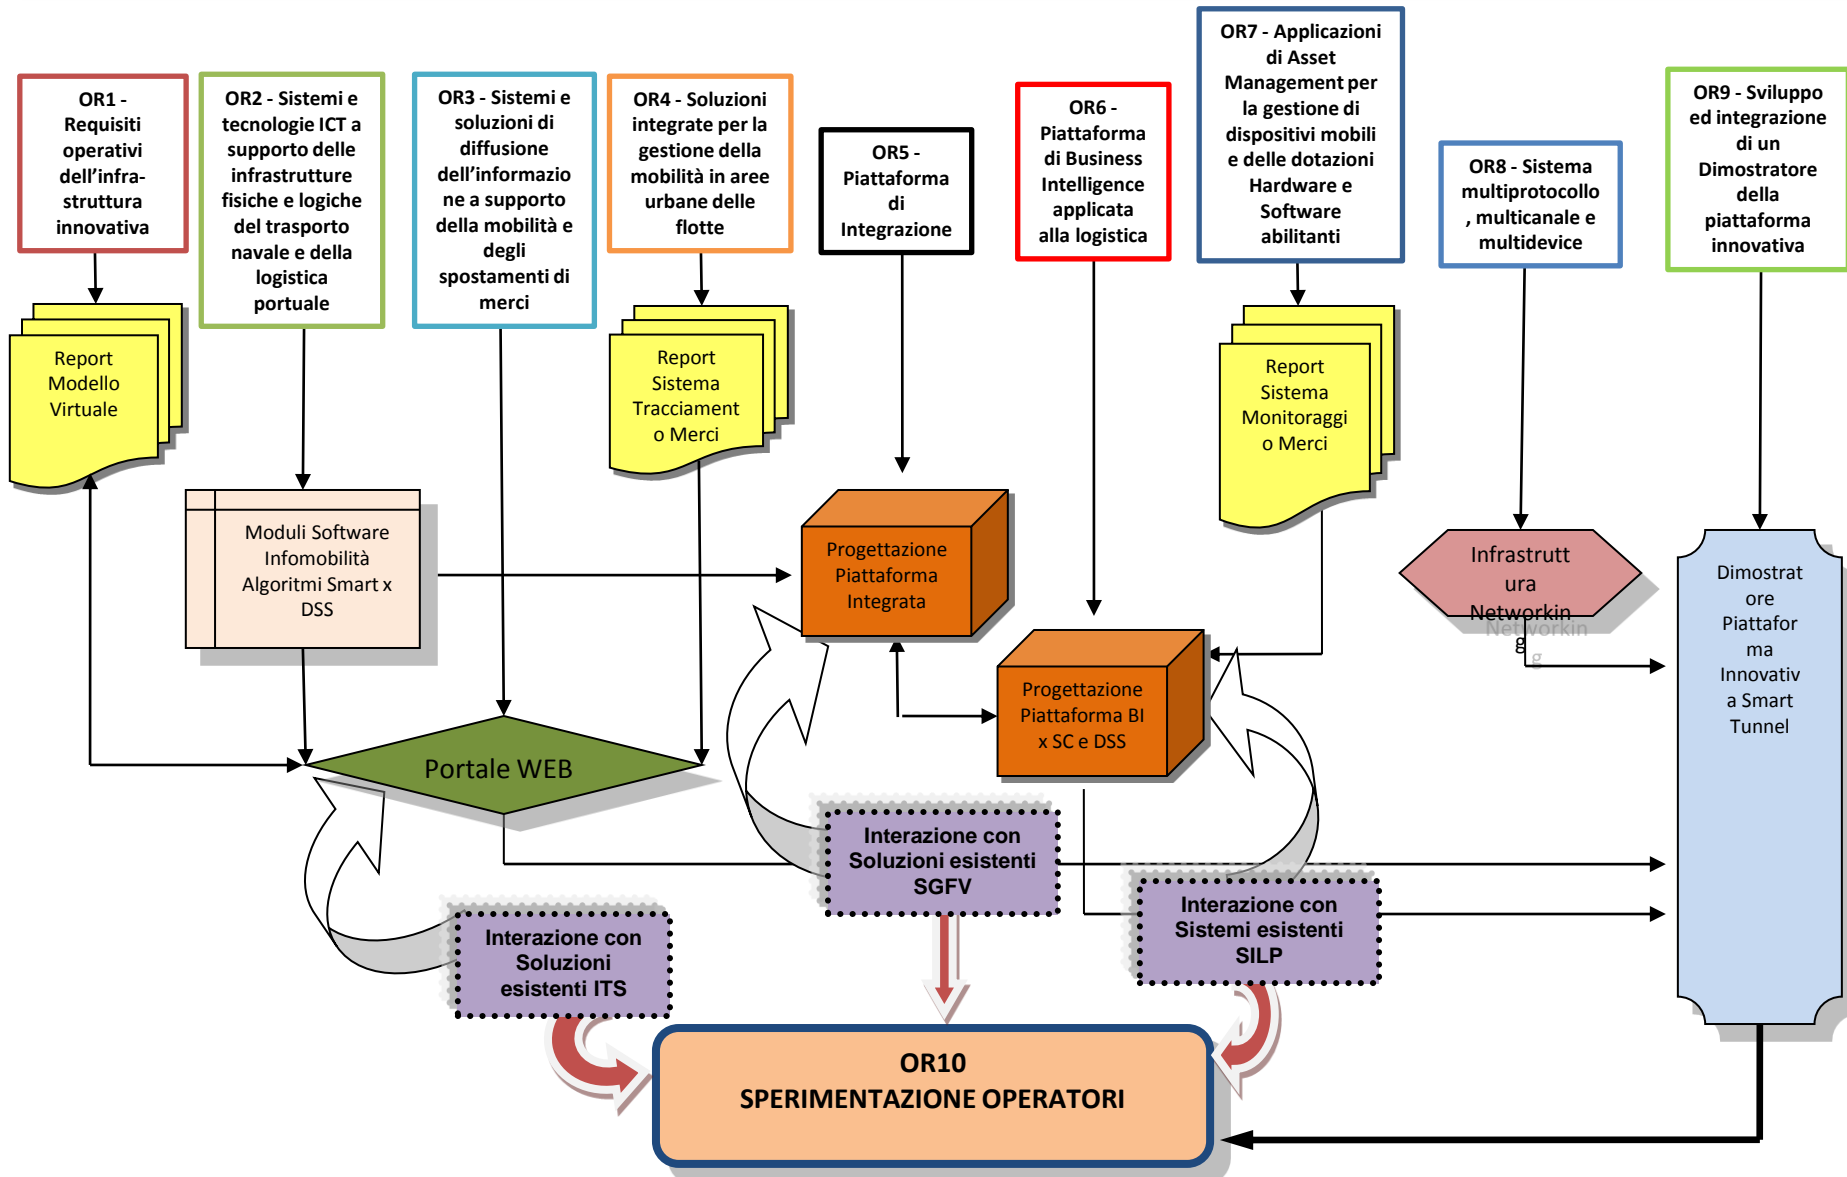 OR1 -
Requisiti
operativi
dell’infra-
struttura
innovativa
OR2 - Sistemi e
tecnologie ICT a
supporto delle
infrastrutture
fisiche e logiche
del trasporto
navale e della
logistica
portuale
OR3 - Sistemi e
soluzioni di
diffusione
dell’informazio
ne a supporto
della mobilità e
degli
spostamenti di
merci
OR4 - Soluzioni
integrate per la
gestione della
mobilità in aree
urbane delle
flotte
OR5 -
Piattaforma
di
Integrazione
OR6 -
Piattaforma
di Business
Intelligence
applicata
alla logistica
OR7 - Applicazioni
di Asset
Management per
la gestione di
dispositivi mobili
e delle dotazioni
Hardware e
Software
abilitanti
OR8 - Sistema
multiprotocollo
, multicanale e
multidevice
OR9 - Sviluppo
ed integrazione
di un
Dimostratore
della
piattaforma
innovativa
Report
Modello
Virtuale
Report
Sistema
Tracciament
o Merci
Report
Sistema
Monitoraggi
o Merci
Moduli Software
Infomobilità
Algoritmi Smart x
DSS
Progettazione
Piattaforma
Integrata
Progettazione
Piattaforma BI
x SC e DSS
Infrastrutt
ura
Networkin
g
Dimostrat
ore
Piattafor
ma
Innovativ
a Smart
Tunnel
Portale WEB
Interazione con
Soluzioni esistenti
SGFV
Interazione con
Sistemi esistenti
SILP
Interazione con
Soluzioni
esistenti ITS
OR10
SPERIMENTAZIONE OPERATORI